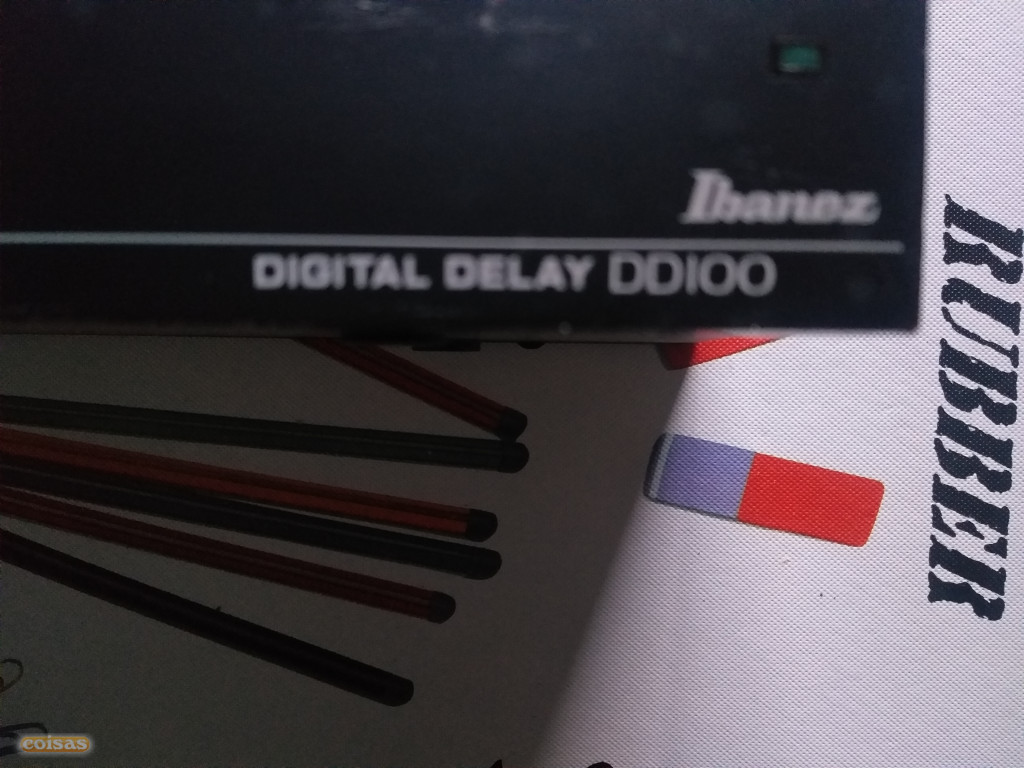 Ibanez
DIGITAL DELAY DD100
RUBBER
coisas